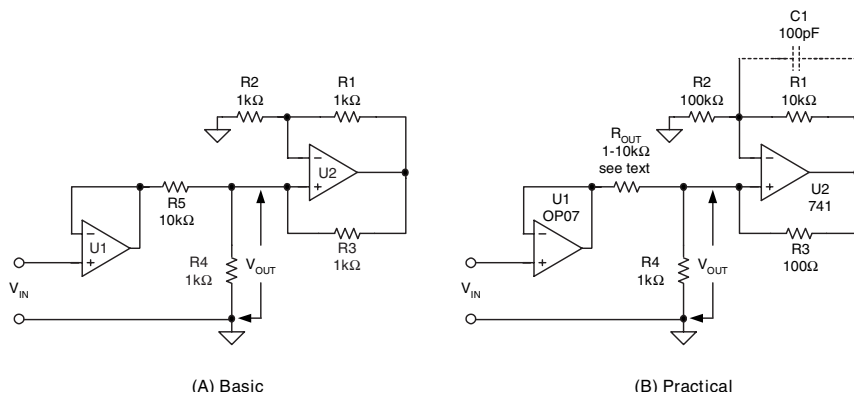 C1
100pF
R2
1kΩ
R1
1kΩ
R2
100kΩ
R1
10kΩ
R_OUT
1-10kΩ
see text
U2
U2
741
R5
10kΩ
U1
OP07
U1
R4
1kΩ
V_OUT
R3
1kΩ
R4
1kΩ
V_OUT
R3
100Ω
V_IN
V_IN
− +
− +
− +
− +
(A) Basic
(B) Practical